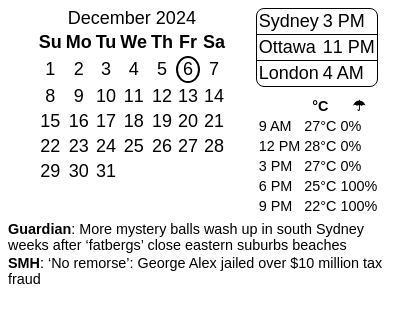 December 2024
Su Mo Tu We Th Fr Sa
1 2 3 4 5 6 7
8 9 10 11 12 13 14
15 16 17 18 19 20 21
22 23 24 25 26 27 28
29 30 31
Sydney 3 PM
Ottawa 11 PM
London 4 AM
°C ☂
9 AM 27°C 0%
12 PM 28°C 0%
3 PM 27°C 0%
6 PM 25°C 100%
9 PM 22°C 100%
Guardian: More mystery balls wash up in south Sydney
weeks after ‘fatbergs’ close eastern suburbs beaches
SMH: ‘No remorse’: George Alex jailed over $10 million tax
fraud